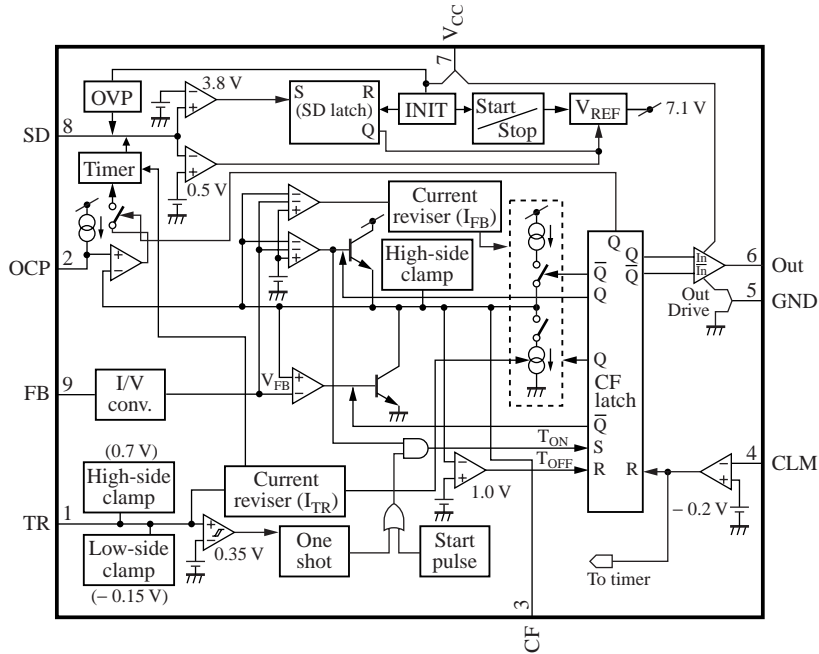 VCC
7
3.8 V
OVP
S R
(SD latch)
Q
INIT
Start
Stop
VREF
7.1 V
SD
8
Timer
0.5 V
Current
reviser (IFB)
High-side
clamp
OCP
2
Q
Q
Q
In
In
6
Out
5
GND
Out
Drive
Q
Q
Q
CF
latch
Q
FB
9
I/V
conv.
VFB
TON
S
TOFF
R
R
4
CLM
− 0.2 V
(0.7 V)
High-side
clamp
TR
1
Low-side
clamp
(− 0.15 V)
Current
reviser (ITR)
0.35 V
One
shot
Start
pulse
1.0 V
To timer
3
CF